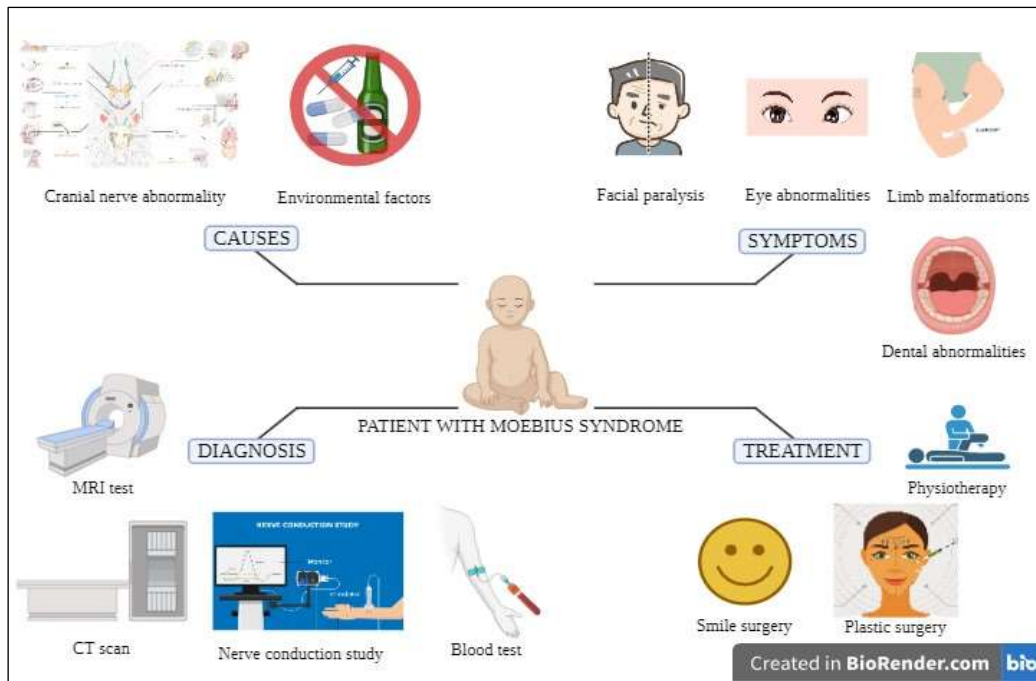 Cranial nerve abnormality
Environmental factors
CAUSES
Facial paralysis
Eye abnormalities
Limb malformations
SYMPTOMS
Dental abnormalities
PATIENT WITH MOEBIUS SYNDROME
DIAGNOSIS
MRI test
CT scan
NERVE CONDUCTION STUDY
Monitor
Nerve conduction study
Blood test
TREATMENT
Physiotherapy
Smile surgery
Plastic surgery
Created in BioRender.com
bio